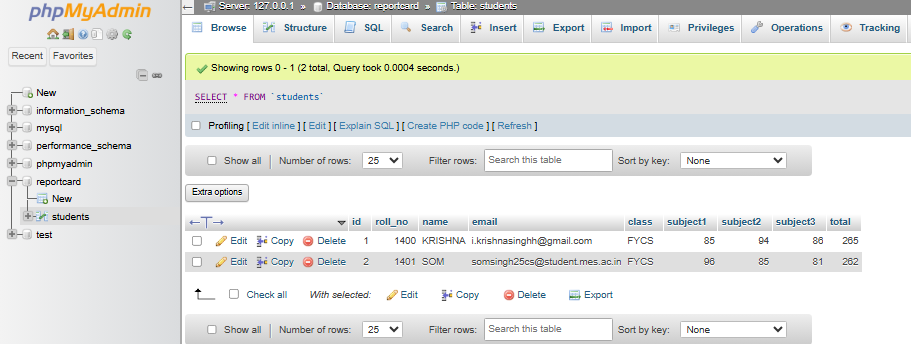 phpMyAdmin
Recent Favorites
New
information_schema
mysql
performance_schema
phpmyadmin
reportcard
New
students
test
Server: 127.0.0.1 » Database: reportcard » Table: students
Browse Structure SQL Search Insert Export Import Privileges Operations Tracking
Showing rows 0 - 1 (2 total, Query took 0.0004 seconds.)
SELECT * FROM `students`
Profiling [ Edit inline ] [ Edit ] [ Explain SQL ] [ Create PHP code ] [ Refresh ]
Show all Number of rows: 25 Filter rows: Search this table Sort by key: None
Extra options
←T→ id roll_no name email class subject1 subject2 subject3 total
Edit Copy Delete 1 1400 KRISHNA i.krishnasinghh@gmail.com FYCS 85 94 86 265
Edit Copy Delete 2 1401 SOM somsingh25cs@student.mes.ac.in FYCS 96 85 81 262
Check all With selected: Edit Copy Delete Export
Show all Number of rows: 25 Filter rows: Search this table Sort by key: None